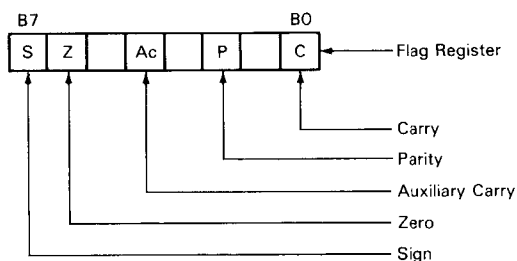 B7 B0
S Z Ac P C Flag Register
Carry
Parity
Auxiliary Carry
Zero
Sign